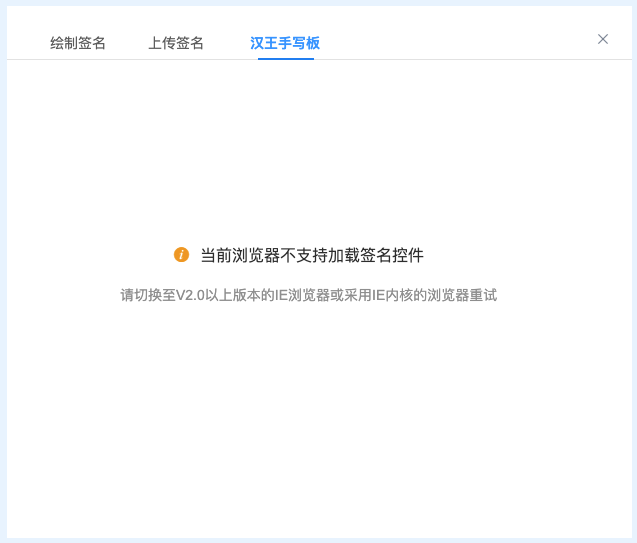 绘制签名 上传签名 汉王手写板
当前浏览器不支持加载签名控件
请切换至V2.0以上版本的IE浏览器或采用IE内核的浏览器重试